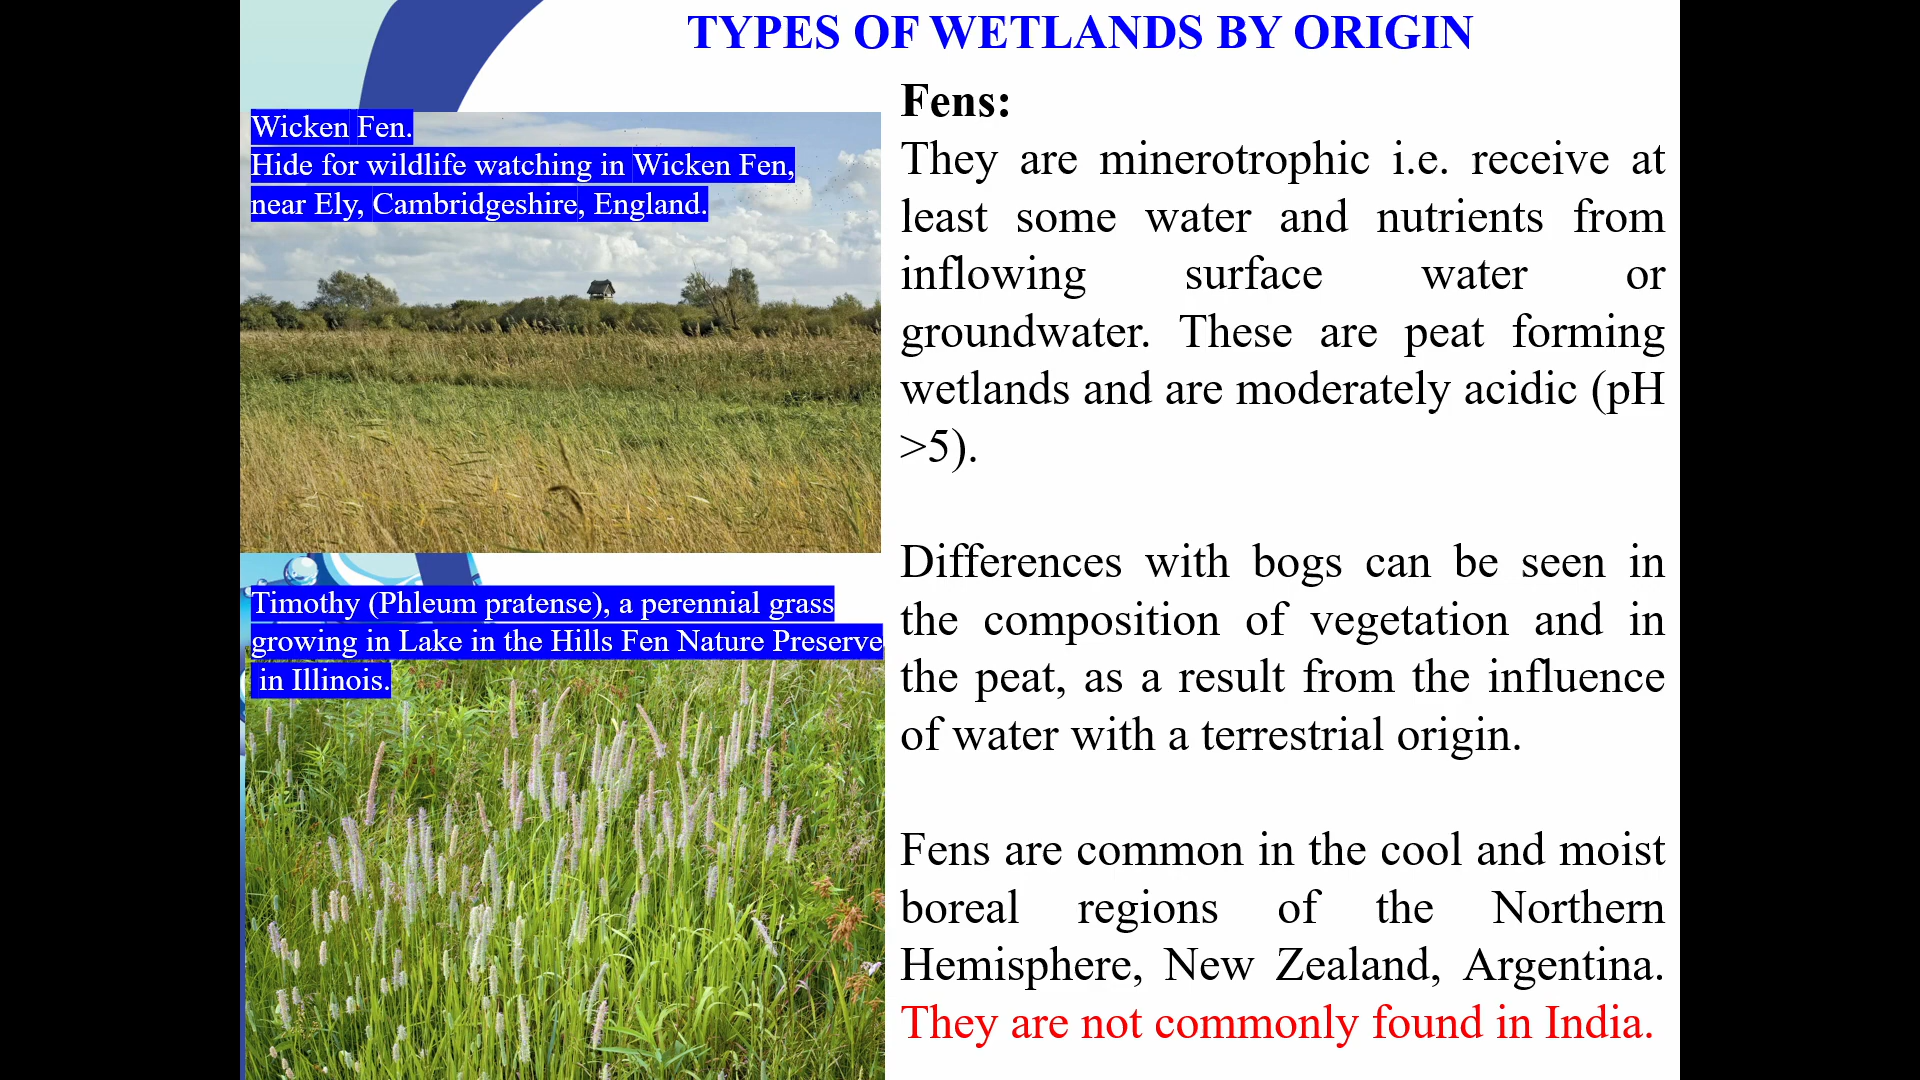 TYPES OF WETLANDS BY ORIGIN
Wicken Fen.
Hide for wildlife watching in Wicken Fen,
near Ely, Cambridgeshire, England.
Timothy (Phleum pratense), a perennial grass
growing in Lake in the Hills Fen Nature Preserve
in Illinois.
Fens:
They are minerotrophic i.e. receive at
least some water and nutrients from
inflowing surface water or
groundwater. These are peat forming
wetlands and are moderately acidic (pH
>5).
Differences with bogs can be seen in
the composition of vegetation and in
the peat, as a result from the influence
of water with a terrestrial origin.
Fens are common in the cool and moist
boreal regions of the Northern
Hemisphere, New Zealand, Argentina.
They are not commonly found in India.